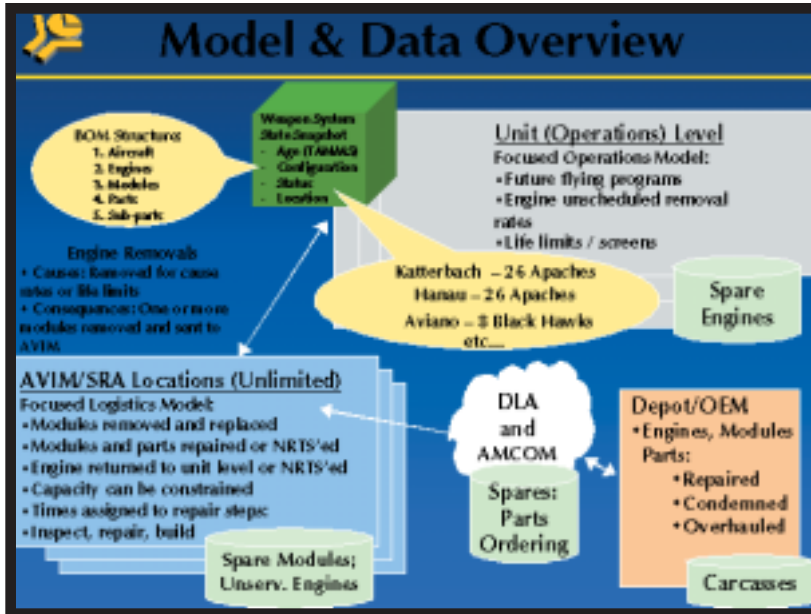 Model & Data Overview
BOM Structures
1. Aircraft
2. Engines
3. Modules
4. Parts
5. Sub-parts
Weapon System
State Snapshot
- Age (TAMMS)
- Configuration
- Status
- Location
Unit (Operations) Level
Focused Operations Model:
•Future flying programs
•Engine unscheduled removal
rates
•Life limits / screens
Engine Removals
• Causes: Removed for cause
rates or life limits
• Consequences: One or more
modules removed and sent to
AVIM
Katterbach – 26 Apaches
Hanau – 26 Apaches
Aviano – 8 Black Hawks
etc...
Spare
Engines
AVIM/SRA Locations (Unlimited)
Focused Logistics Model:
•Modules removed and replaced
•Modules and parts repaired or NRTS'ed
•Engine returned to unit level or NRTS'ed
•Capacity can be constrained
•Times assigned to repair steps:
•Inspect, repair, build
Spare Modules;
Unserv. Engines
DLA
and
AMCOM
Spares:
Parts
Ordering
Depot/OEM
•Engines, Modules
Parts:
•Repaired
•Condemned
•Overhauled
Carcasses